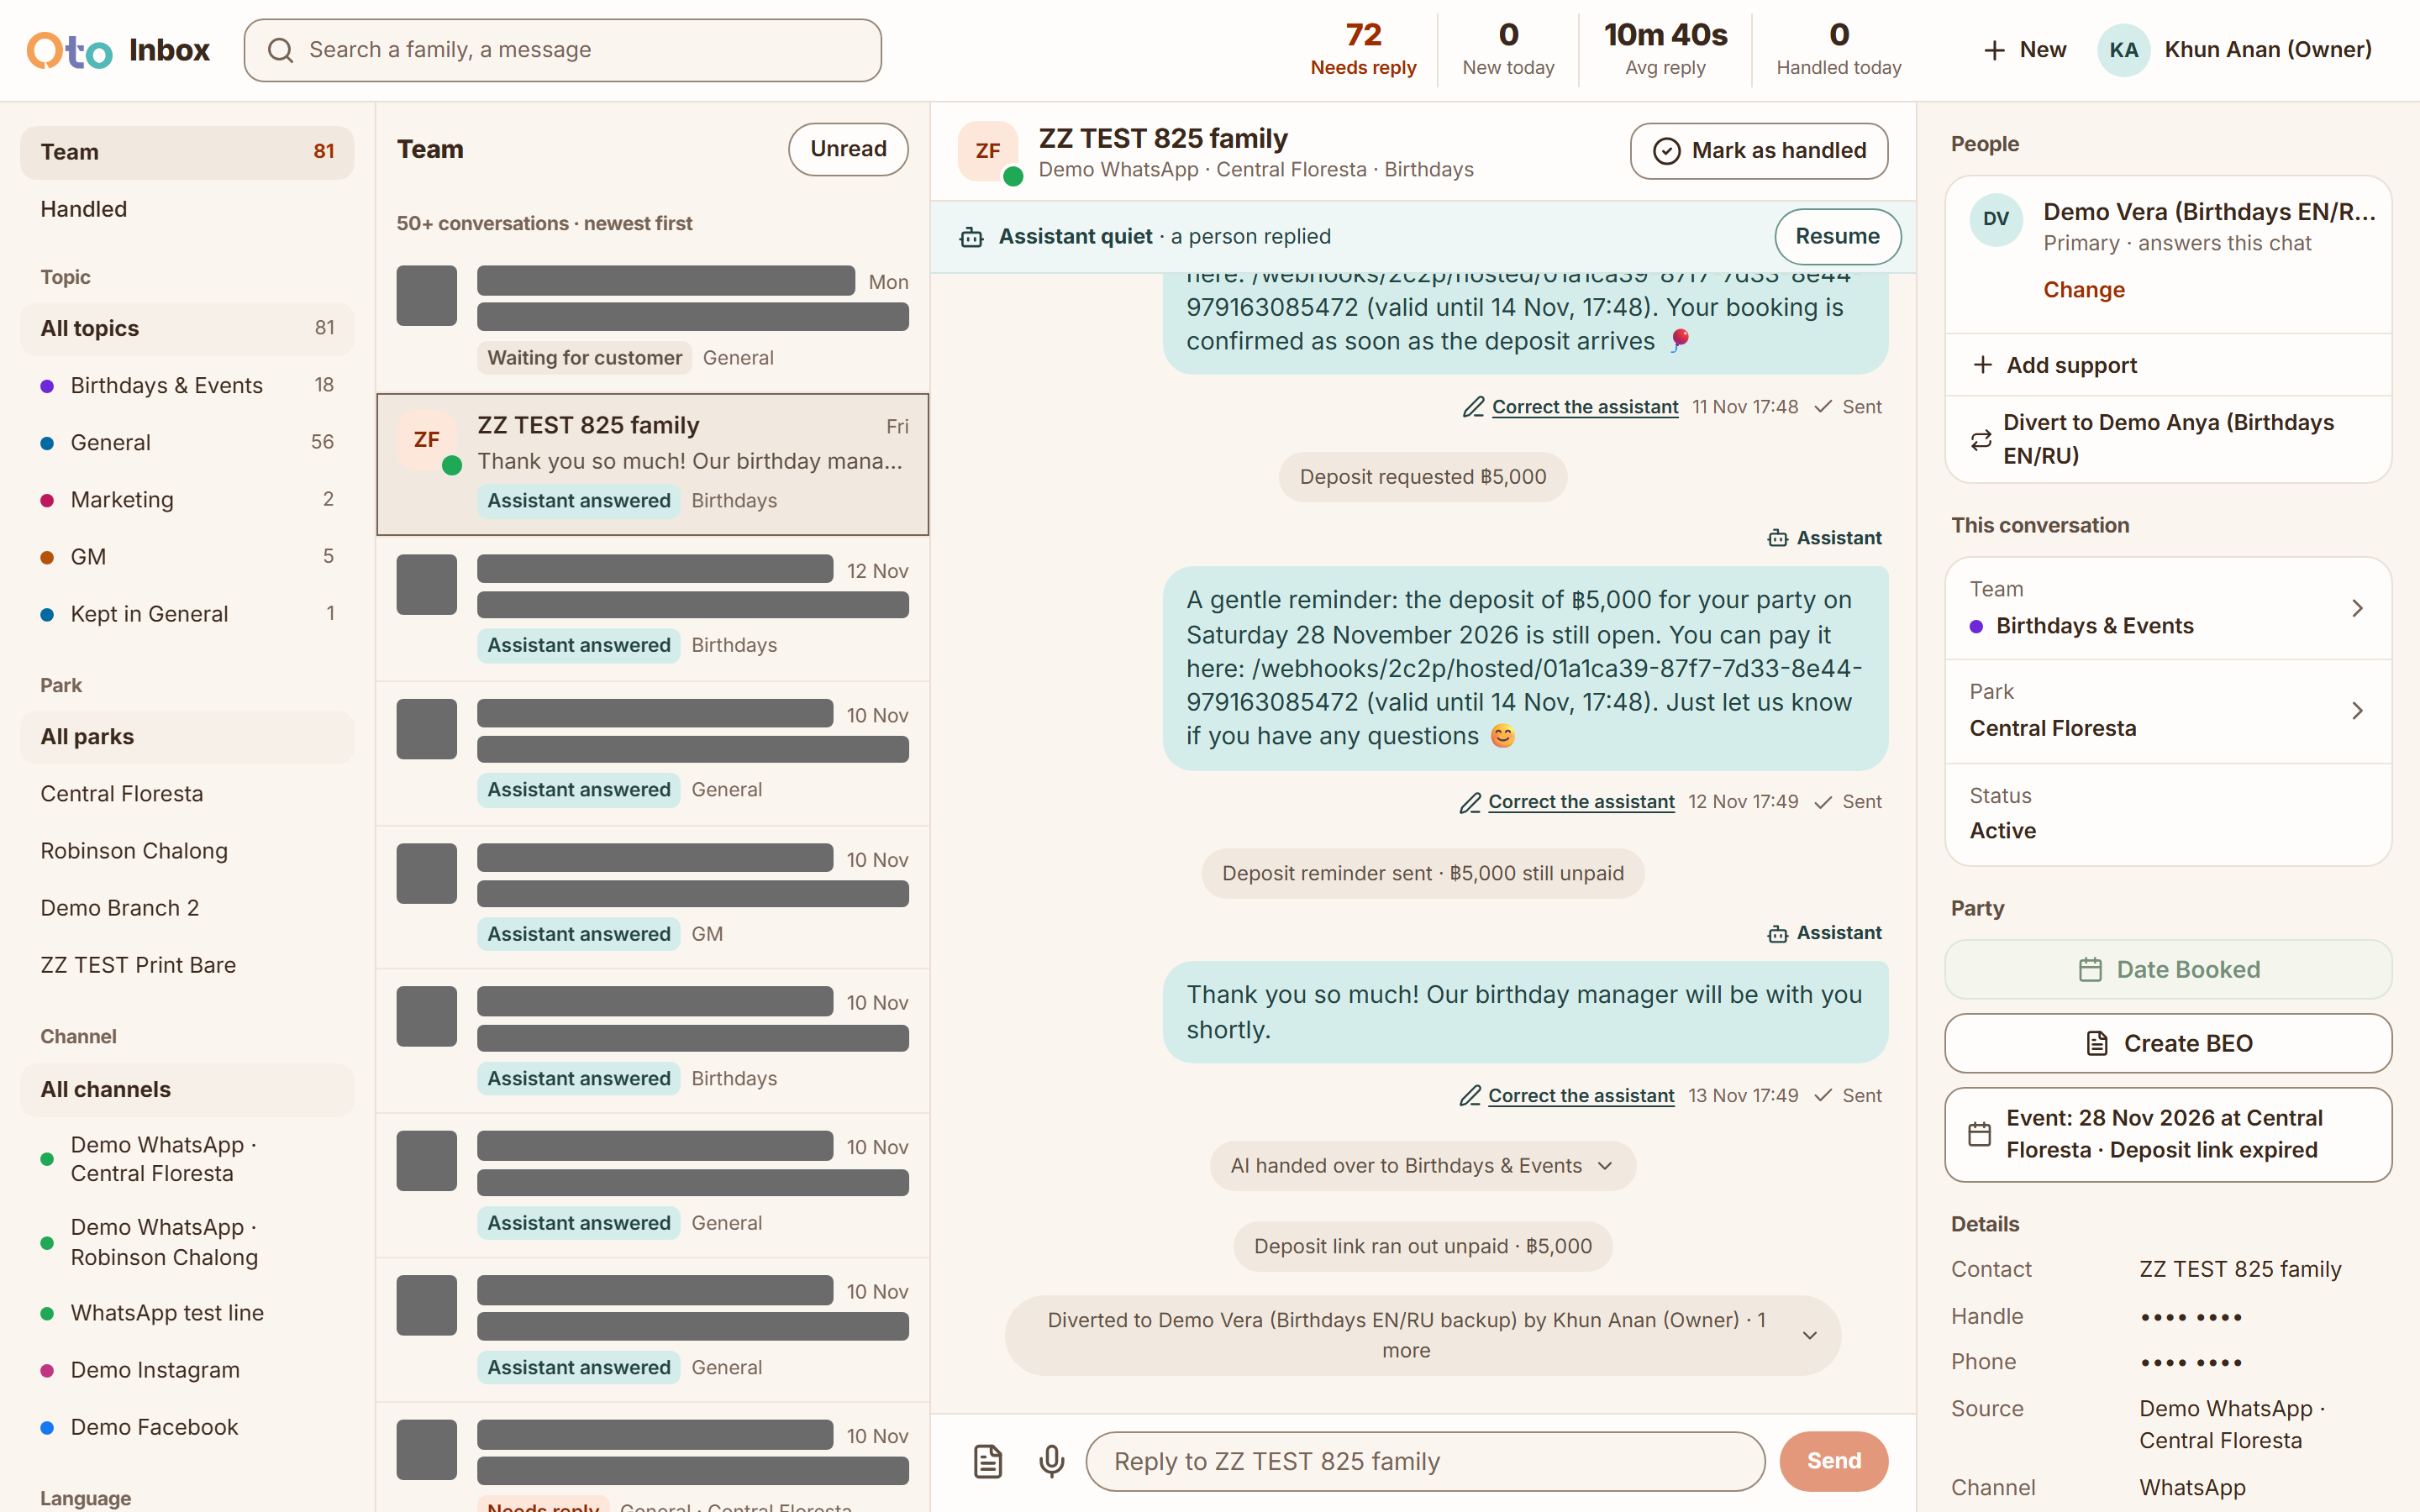 Oto Inbox
Search a family, a message
72
Needs reply
0
New today
10m 40s
Avg reply
0
Handled today
New
KA
Khun Anan (Owner)
Team 81
Handled
Topic
All topics 81
Birthdays & Events 18
General 56
Marketing 2
GM 5
Kept in General 1
Park
All parks
Central Floresta
Robinson Chalong
Demo Branch 2
ZZ TEST Print Bare
Channel
All channels
Demo WhatsApp ·
Central Floresta
Demo WhatsApp ·
Robinson Chalong
WhatsApp test line
Demo Instagram
Demo Facebook
Language
Team
Unread
50+ conversations · newest first
Mon
Waiting for customer General
ZF
ZZ TEST 825 family Fri
Thank you so much! Our birthday mana...
Assistant answered Birthdays
12 Nov
Assistant answered Birthdays
10 Nov
Assistant answered General
10 Nov
Assistant answered GM
10 Nov
Assistant answered Birthdays
10 Nov
Assistant answered General
10 Nov
Assistant answered General
10 Nov
Needs reply General · Central Floresta
ZF
ZZ TEST 825 family
Demo WhatsApp · Central Floresta · Birthdays
Mark as handled
Assistant quiet · a person replied
Resume
here: /webhooks/2c2p/hosted/01a1ca39-87f7-7d33-8e44-
979163085472 (valid until 14 Nov, 17:48). Your booking is
confirmed as soon as the deposit arrives 🎈
Correct the assistant 11 Nov 17:48 Sent
Deposit requested ฿5,000
Assistant
A gentle reminder: the deposit of ฿5,000 for your party on
Saturday 28 November 2026 is still open. You can pay it
here: /webhooks/2c2p/hosted/01a1ca39-87f7-7d33-8e44-
979163085472 (valid until 14 Nov, 17:48). Just let us know
if you have any questions 😊
Correct the assistant 12 Nov 17:49 Sent
Deposit reminder sent · ฿5,000 still unpaid
Assistant
Thank you so much! Our birthday manager will be with you
shortly.
Correct the assistant 13 Nov 17:49 Sent
AI handed over to Birthdays & Events
Deposit link ran out unpaid · ฿5,000
Diverted to Demo Vera (Birthdays EN/RU backup) by Khun Anan (Owner) · 1
more
Reply to ZZ TEST 825 family
Send
People
DV
Demo Vera (Birthdays EN/R...
Primary · answers this chat
Change
Add support
Divert to Demo Anya (Birthdays
EN/RU)
This conversation
Team
Birthdays & Events
Park
Central Floresta
Status
Active
Party
Date Booked
Create BEO
Event: 28 Nov 2026 at Central
Floresta · Deposit link expired
Details
Contact ZZ TEST 825 family
Handle •••• ••••
Phone •••• ••••
Source Demo WhatsApp ·
Central Floresta
Channel WhatsApp